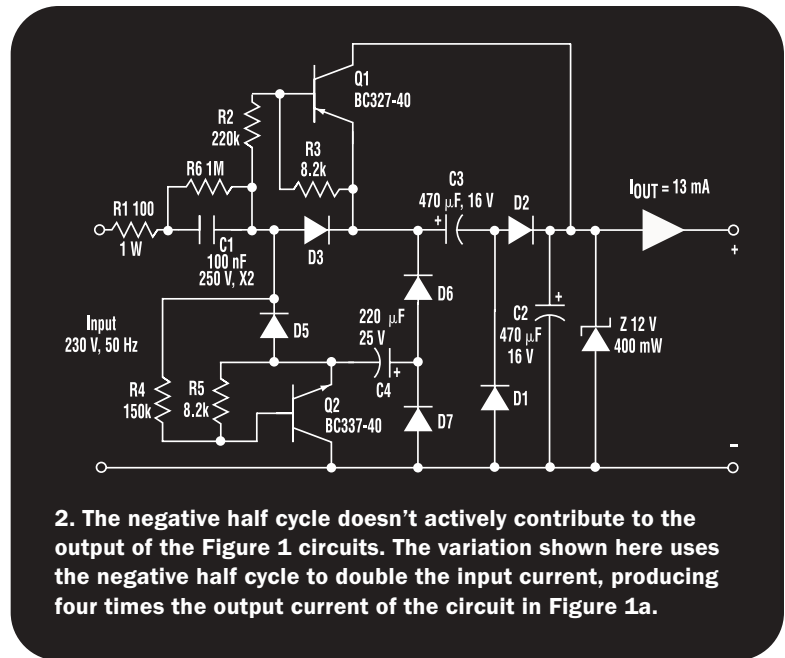 Q1
BC327-40
R2
220k
R3
8.2k
R6 1M
C3
470 µF, 16 V
D2
IOUT = 13 mA
R1 100
1 W
+
C1
100 nF
250 V, X2
D3
+
D6
Input
230 V, 50 Hz
D5
220 µF
25 V
C2
470 µF
16 V
+
Z 12 V
400 mW
R4
150k
R5
8.2k
+
C4
Q2
BC337-40
D7
D1
–
2. The negative half cycle doesn’t actively contribute to the
output of the Figure 1 circuits. The variation shown here uses
the negative half cycle to double the input current, producing
four times the output current of the circuit in Figure 1a.